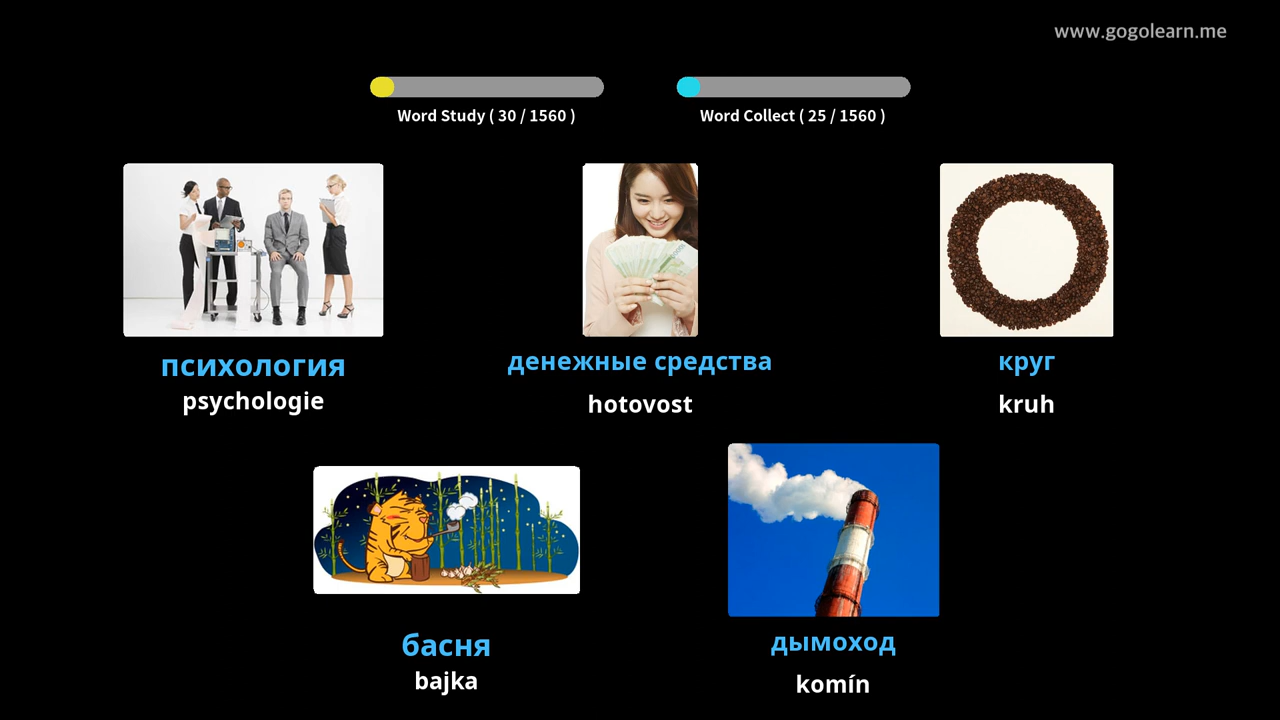 www.gogolearn.me
Word Study ( 30 / 1560 )
Word Collect ( 25 / 1560 )
психология
psychologie
денежные средства
hotovost
круг
kruh
басня
bajka
дымоход
komín